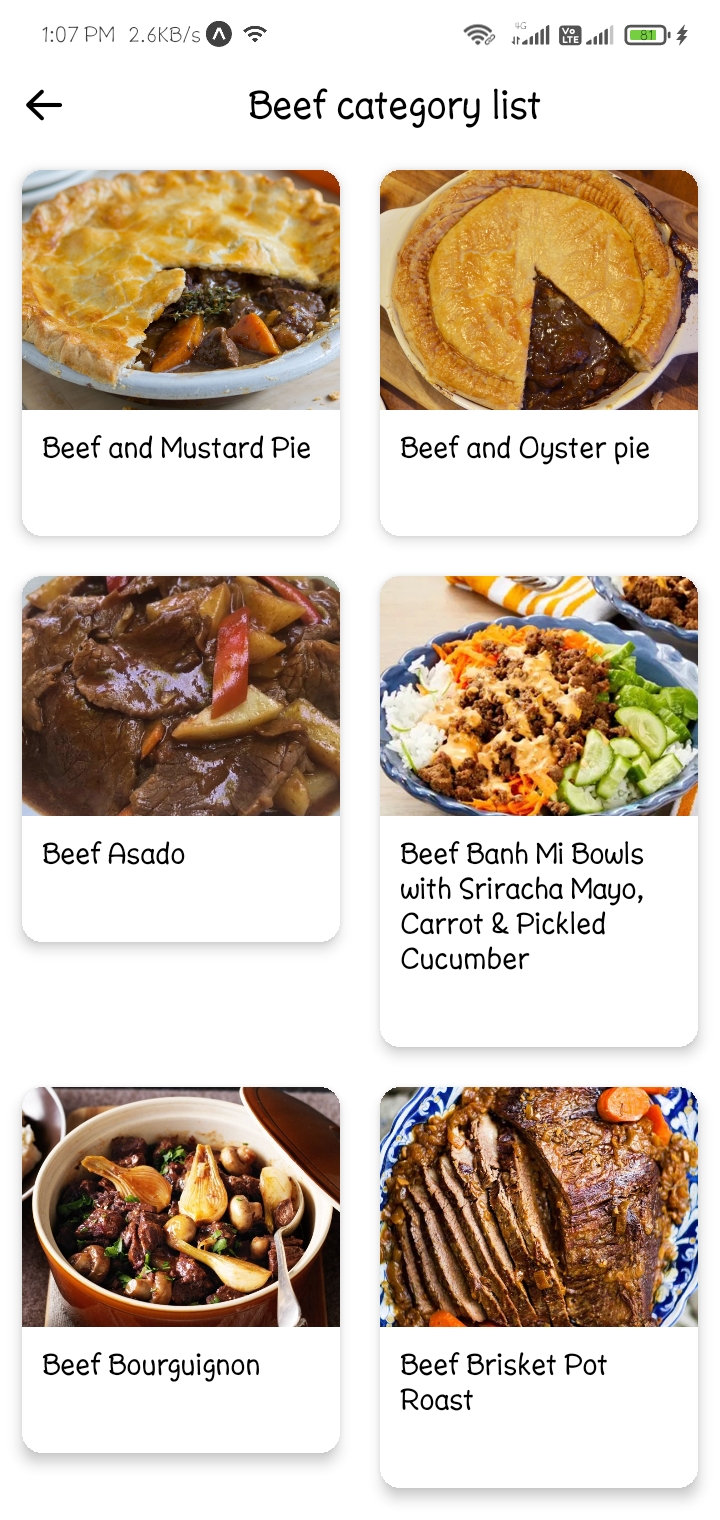 1:07 PM 2.6KB/s
4G
Vo
LTE
81
Beef category list
Beef and Mustard Pie
Beef and Oyster pie
Beef Asado
Beef Banh Mi Bowls
with Sriracha Mayo,
Carrot & Pickled
Cucumber
Beef Bourguignon
Beef Brisket Pot
Roast